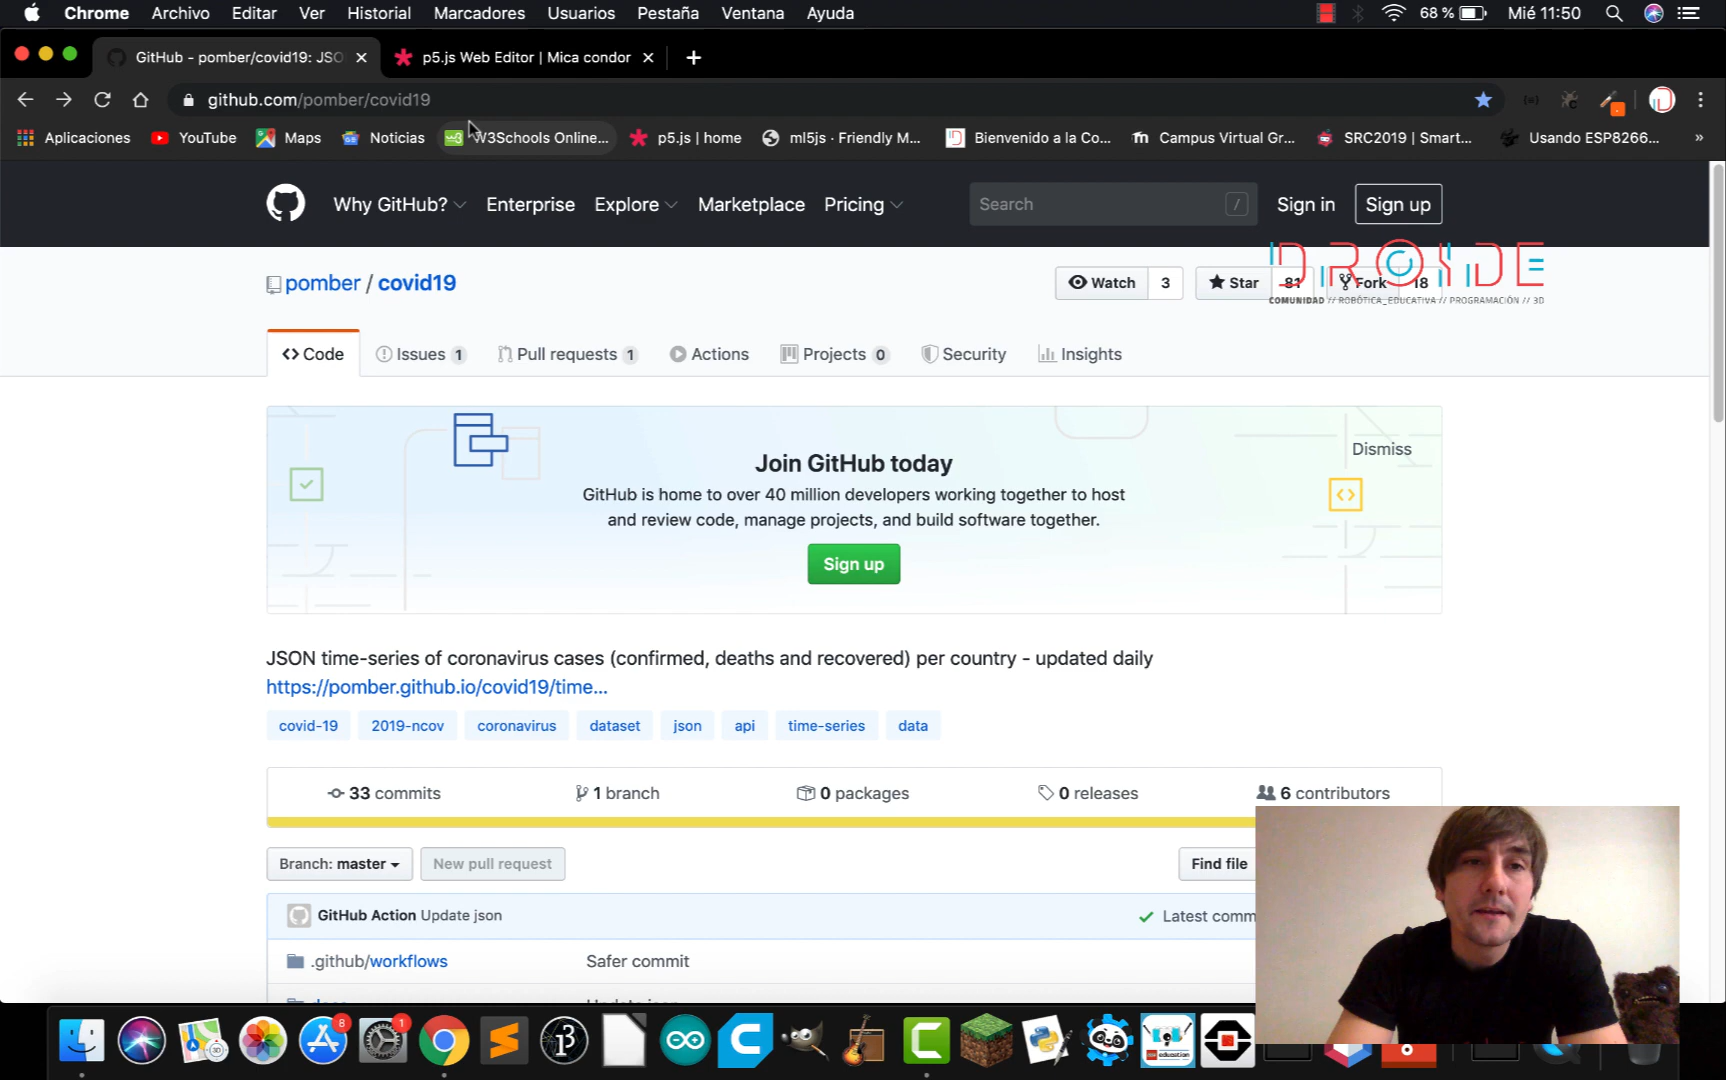 Chrome Archivo Editar Ver Historial Marcadores Usuarios Pestaña Ventana Ayuda 68 % Mié 11:50
GitHub - pomber/covid19: JSO p5.js Web Editor | Mica condor
github.com/pomber/covid19
Aplicaciones YouTube Maps Noticias W3Schools Online... p5.js | home ml5js · Friendly M... Bienvenido a la Co... Campus Virtual Gr... SRC2019 | Smart... Usando ESP8266... »
Why GitHub? Enterprise Explore Marketplace Pricing Search / Sign in Sign up
DROIDE
COMUNIDAD // ROBÓTICA_EDUCATIVA // PROGRAMACIÓN // 3D
pomber / covid19 Watch 3 Star 81 Fork 18
Code Issues 1 Pull requests 1 Actions Projects 0 Security Insights
Dismiss
Join GitHub today
GitHub is home to over 40 million developers working together to host
and review code, manage projects, and build software together.
Sign up
JSON time-series of coronavirus cases (confirmed, deaths and recovered) per country - updated daily
https://pomber.github.io/covid19/time...
covid-19 2019-ncov coronavirus dataset json api time-series data
33 commits 1 branch 0 packages 0 releases 6 contributors
Branch: master New pull request Find file
GitHub Action Update json Latest comm
.github/workflows Safer commit
8 1